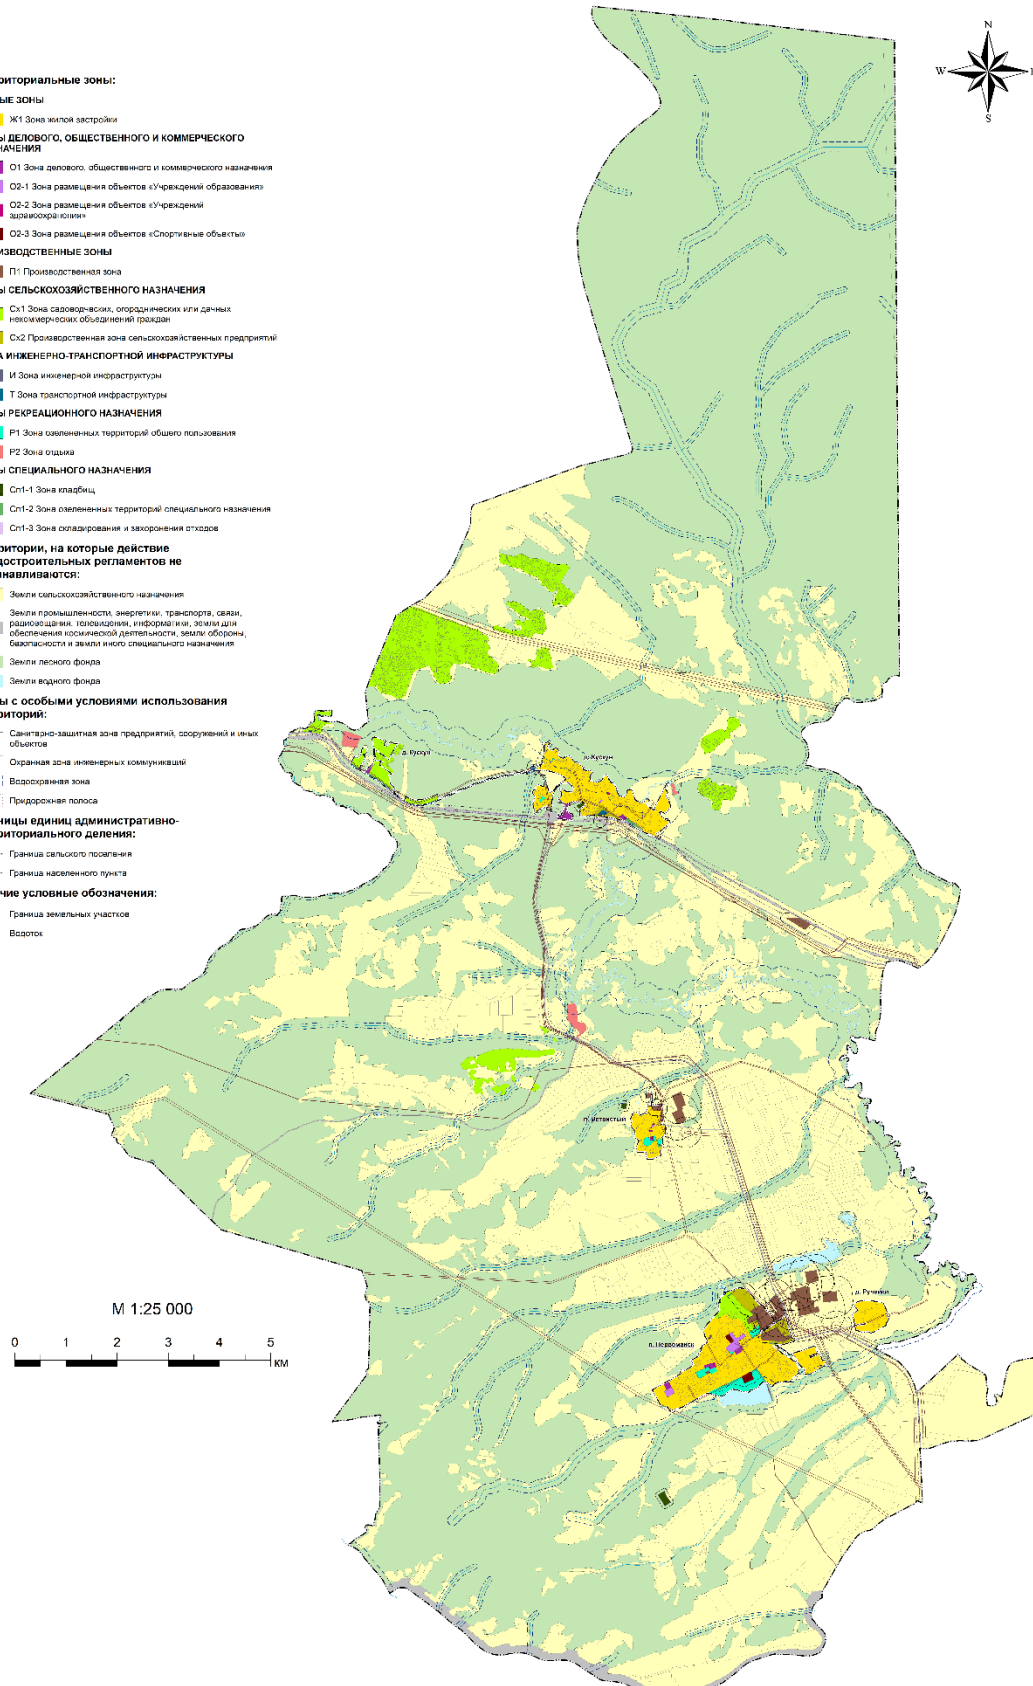 N
W
S
риториальные зоны:
ЫЕ ЗОНЫ
Ж1 Зона жилой застройки
Ы ДЕЛОВОГО, ОБЩЕСТВЕННОГО И КОММЕРЧЕСКОГО
НАЧЕНИЯ
О1 Зона делового, общественного и коммерческого назначения
О2-1 Зона размещения объектов «Учреждений образования»
О2-2 Зона размещения объектов «Учреждений
здравоохранения»
О2-3 Зона размещения объектов «Спортивные объекты»
ИЗВОДСТВЕННЫЕ ЗОНЫ
П1 Производственная зона
Ы СЕЛЬСКОХОЗЯЙСТВЕННОГО НАЗНАЧЕНИЯ
Сх1 Зона садоводческих, огороднических или дачных
некоммерческих объединений граждан
Сх2 Производственная зона сельскохозяйственных предприятий
А ИНЖЕНЕРНО-ТРАНСПОРТНОЙ ИНФРАСТРУКТУРЫ
И Зона инженерной инфраструктуры
Т Зона транспортной инфраструктуры
Ы РЕКРЕАЦИОННОГО НАЗНАЧЕНИЯ
Р1 Зона озелененных территорий общего пользования
Р2 Зона отдыха
Ы СПЕЦИАЛЬНОГО НАЗНАЧЕНИЯ
Сп1-1 Зона кладбищ
Сп1-2 Зона озелененных территорий специального назначения
Сп1-3 Зона складирования и захоронения отходов
ритории, на которые действие
достроительных регламентов не
анавливаются:
Земли сельскохозяйственного назначения
Земли промышленности, энергетики, транспорта, связи,
радиовещания, телевидения, информатики, земли для
обеспечения космической деятельности, земли обороны,
безопасности и земли иного специального назначения
Земли лесного фонда
Земли водного фонда
ы с особыми условиями использования
риторий:
Санитарно-защитная зона предприятий, сооружений и иных
объектов
Охранная зона инженерных коммуникаций
Водоохранная зона
Придорожная полоса
ницы единиц административно-
риториального деления:
Граница сельского поселения
Граница населенного пункта
чие условные обозначения:
Граница земельных участков
Водоток
д. Кускун
д. Кускун
п. Ветвистый
д. Ручейки
п. Первоманск
М 1:25 000
0 1 2 3 4 5
КМ